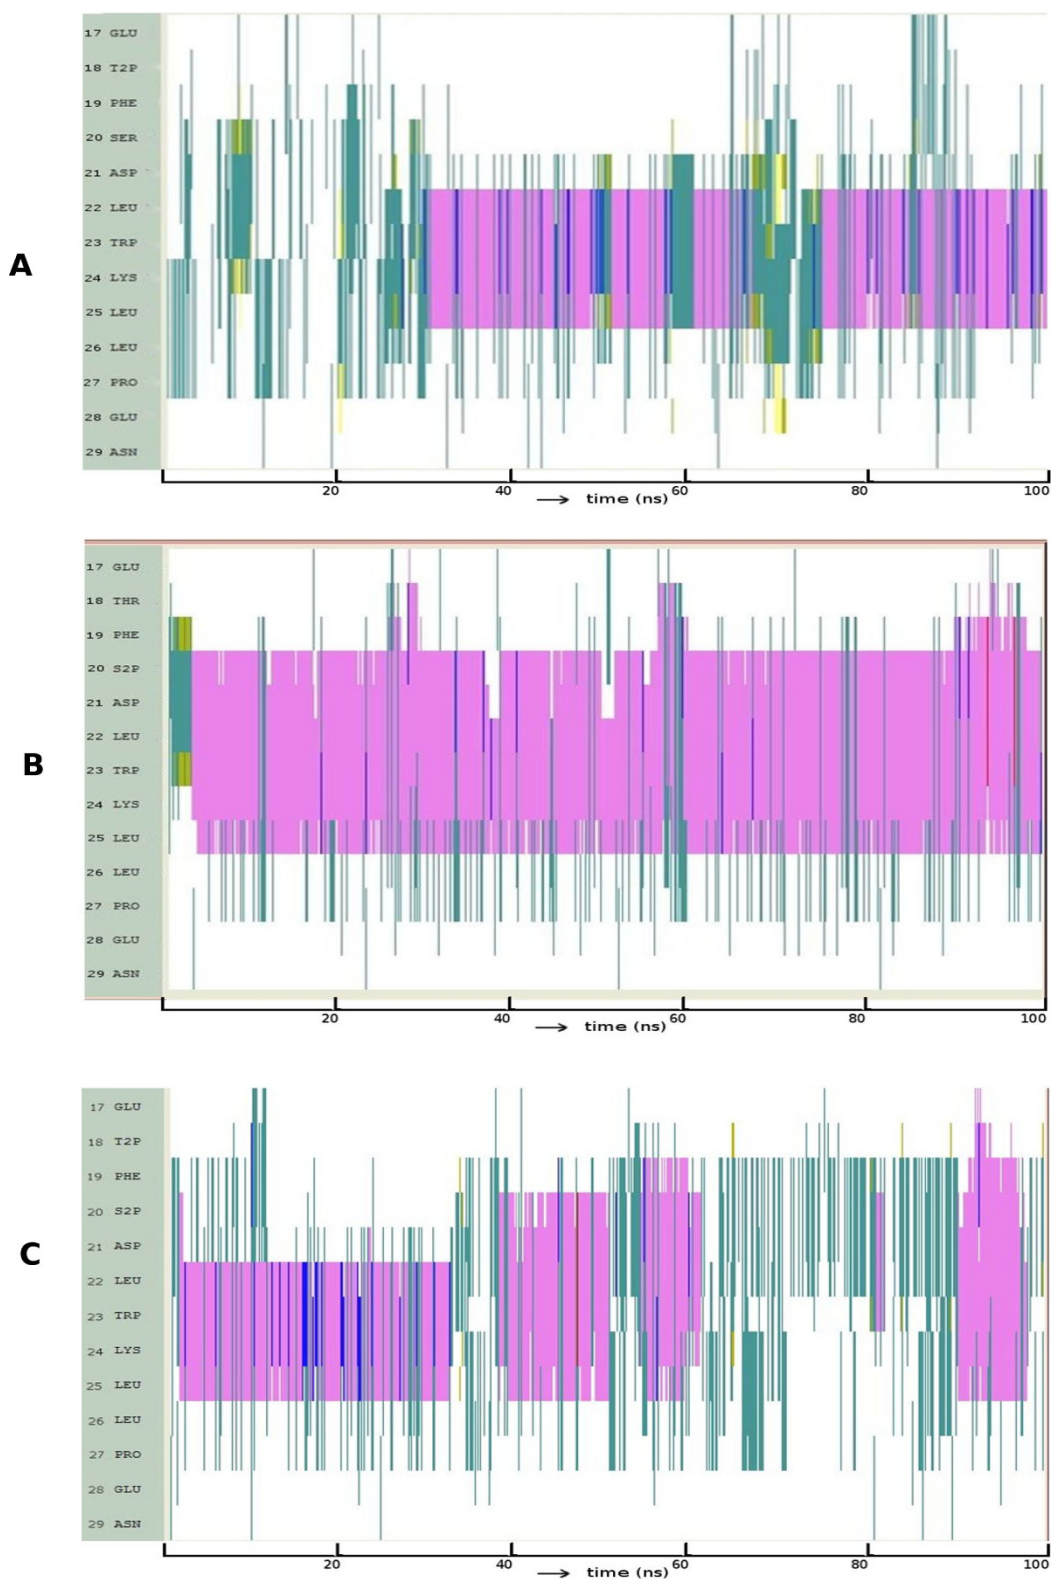 17 GLU
18 T2P
19 PHE
20 SER
21 ASP
22 LEU
23 TRP
A
24 LYS
25 LEU
26 LEU
27 PRO
28 GLU
29 ASN
20 40 60 80 100
→ time (ns)
17 GLU
18 THR
19 PHE
20 S2P
21 ASP
22 LEU
B
23 TRP
24 LYS
25 LEU
26 LEU
27 PRO
28 GLU
29 ASN
20 40 60 80 100
→ time (ns)
17 GLU
18 T2P
19 PHE
20 S2P
21 ASP
C
22 LEU
23 TRP
24 LYS
25 LEU
26 LEU
27 PRO
28 GLU
29 ASN
20 40 60 80 100
→ time (ns)